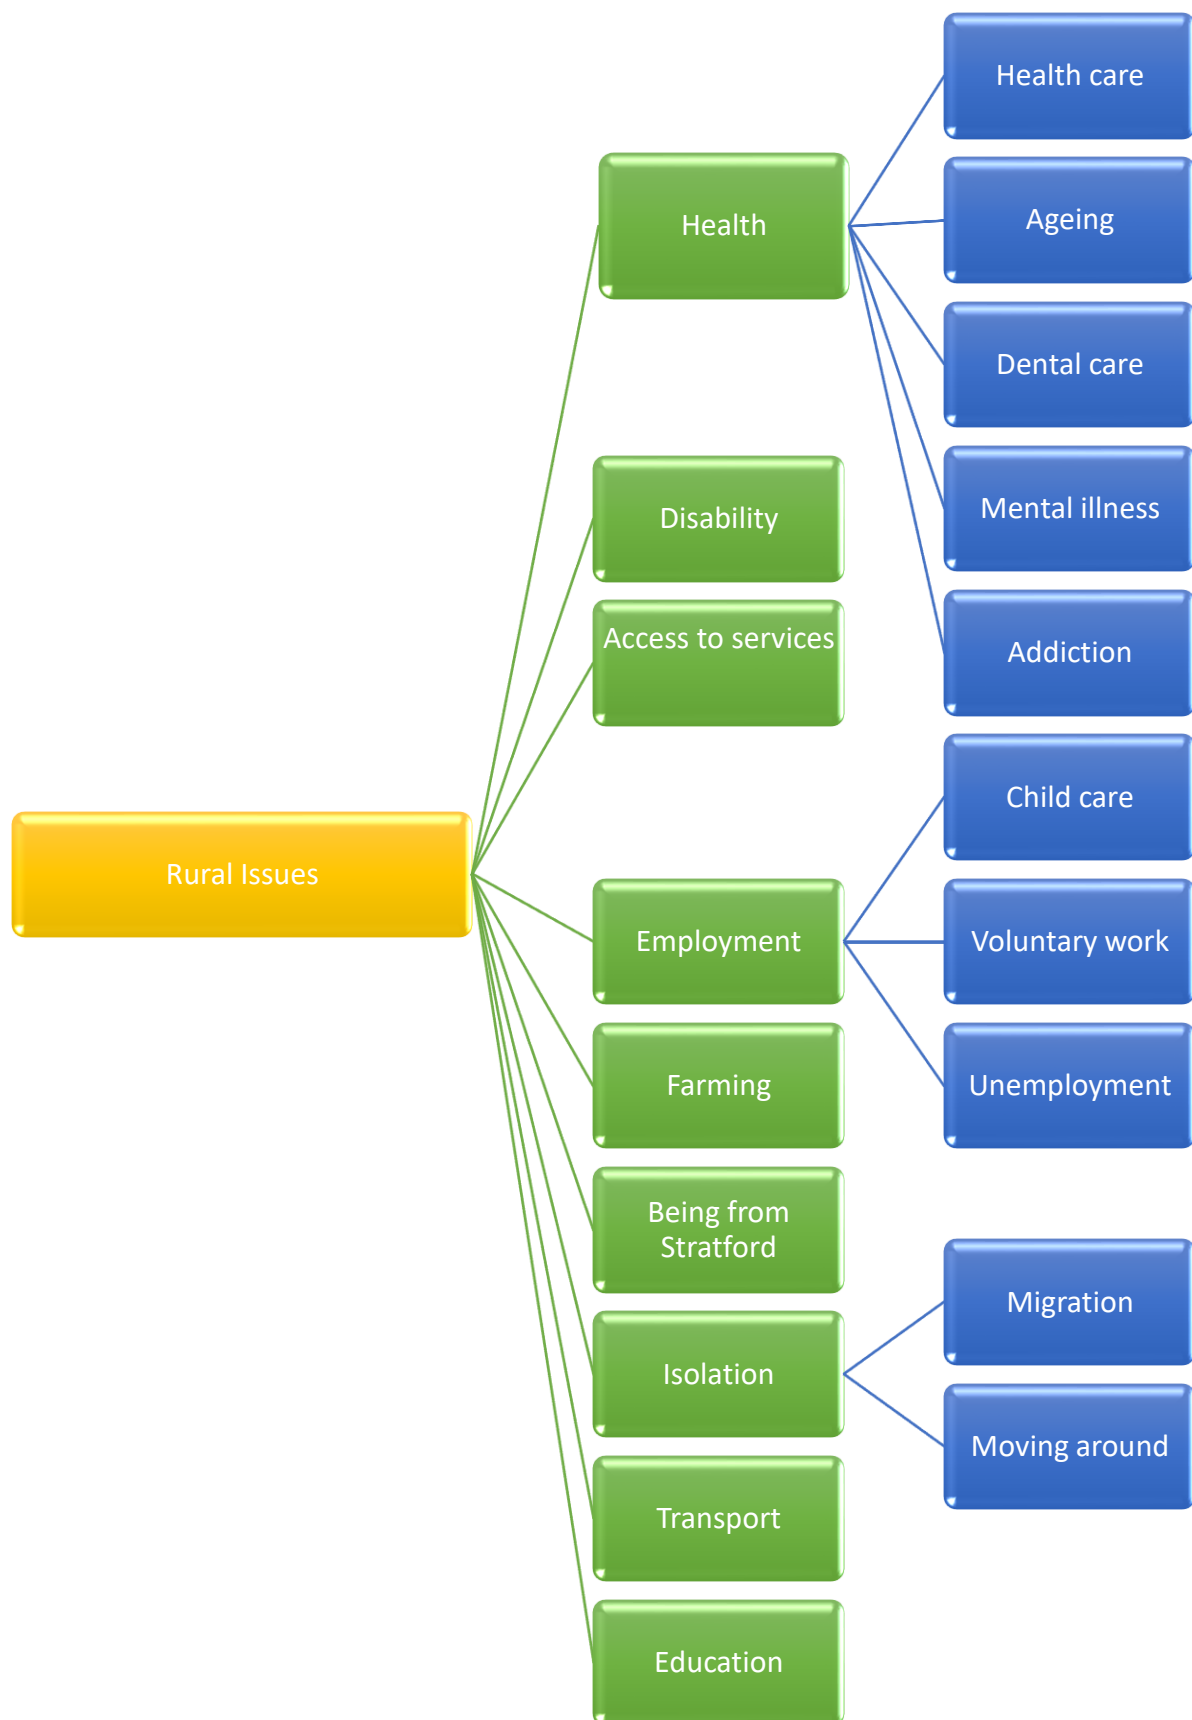 Rural Issues
Health
Disability
Access to services
Employment
Farming
Being from
Stratford
Isolation
Transport
Education
Health care
Ageing
Dental care
Mental illness
Addiction
Child care
Voluntary work
Unemployment
Migration
Moving around